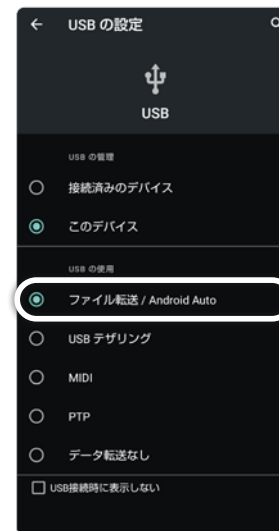 USB の設定
USB
USB の管理
接続済みのデバイス
このデバイス
USB の使用
ファイル転送 / Android Auto
USB テザリング
MIDI
PTP
データ転送なし
USB接続時に表示しない